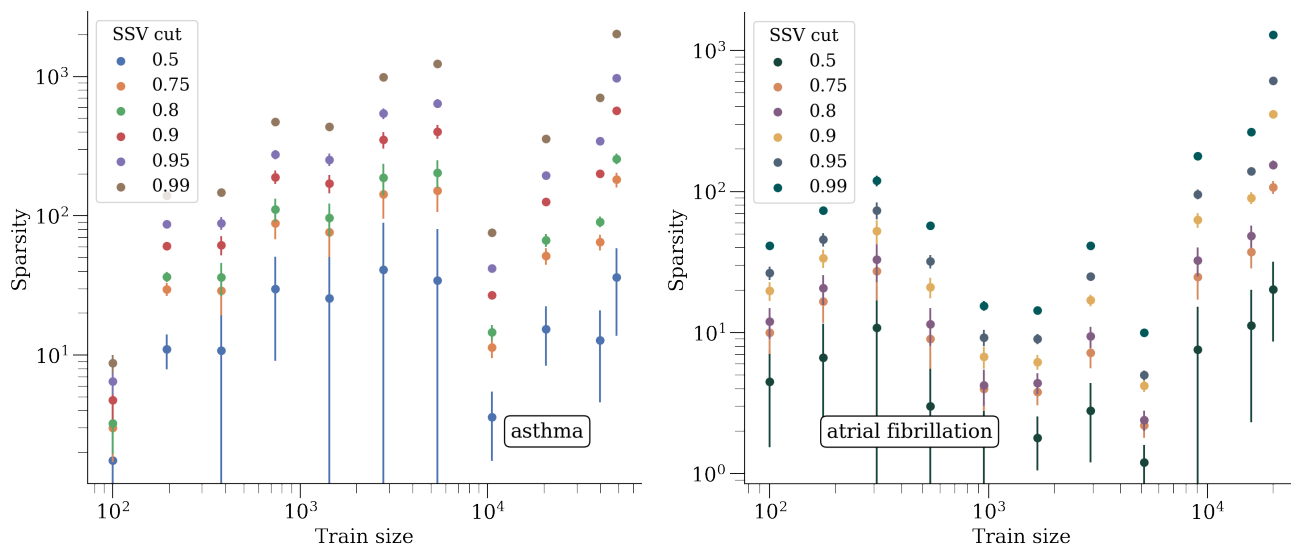 SSV cut
0.5
0.75
0.8
0.9
0.95
0.99
10³
10²
10¹
Sparsity
asthma
10² 10³ 10⁴
Train size
SSV cut
0.5
0.75
0.8
0.9
0.95
0.99
10³
10²
10¹
10⁰
Sparsity
atrial fibrillation
10² 10³ 10⁴
Train size